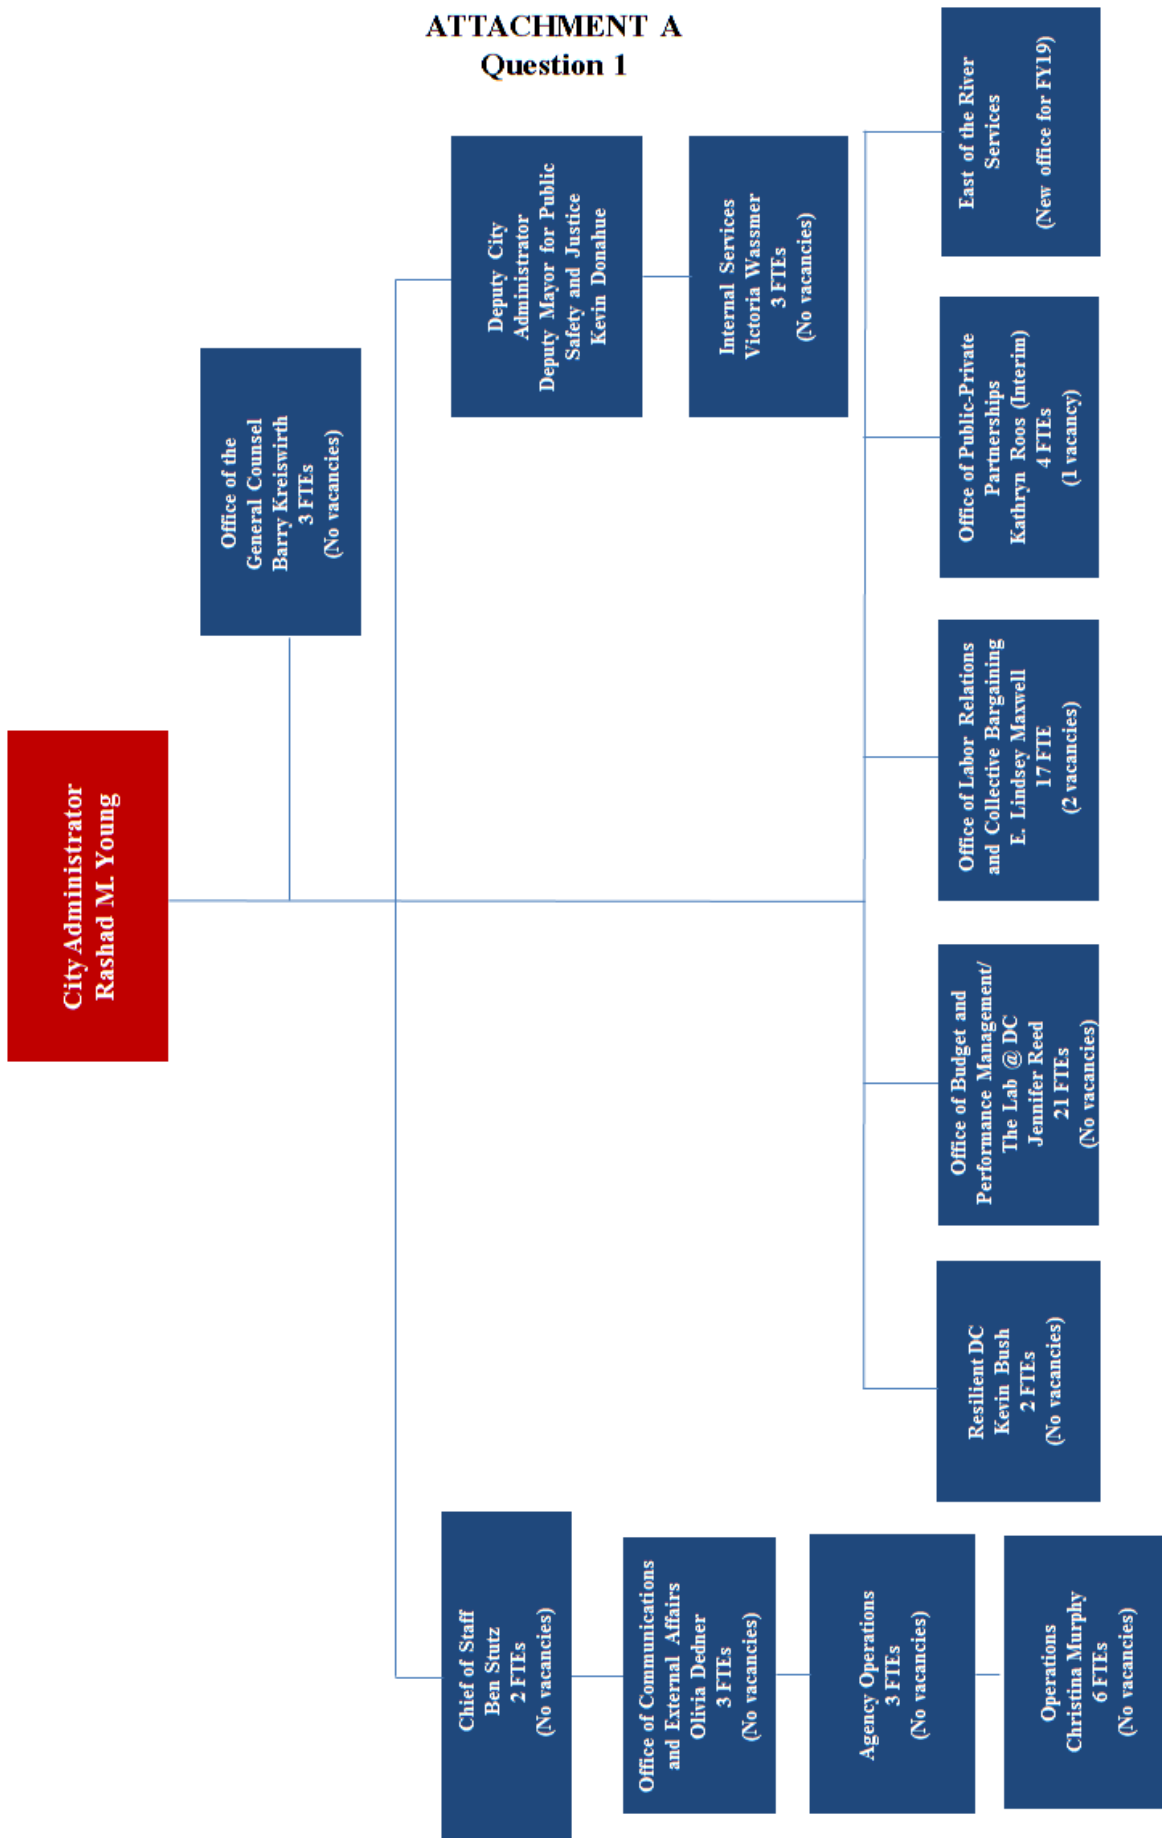 ATTACHMENT A
Question 1
City Administrator
Rashad M. Young
Office of the
General Counsel
Barry Kreiswirth
3 FTEs
(No vacancies)
Deputy City
Administrator
Deputy Mayor for Public
Safety and Justice
Kevin Donahue
Internal Services
Victoria Wassmer
3 FTEs
(No vacancies)
Chief of Staff
Ben Stutz
2 FTEs
(No vacancies)
Office of Communications
and External Affairs
Olivia Dedner
3 FTEs
(No vacancies)
Agency Operations
3 FTEs
(No vacancies)
Operations
Christina Murphy
6 FTEs
(No vacancies)
Resilient DC
Kevin Bush
2 FTEs
(No vacancies)
Office of Budget and
Performance Management/
The Lab @ DC
Jennifer Reed
21 FTEs
(No vacancies)
Office of Labor Relations
and Collective Bargaining
E. Lindsey Maxwell
17 FTE
(2 vacancies)
Office of Public-Private
Partnerships
Kathryn Roos (Interim)
4 FTEs
(1 vacancy)
East of the River
Services
(New office for FY19)